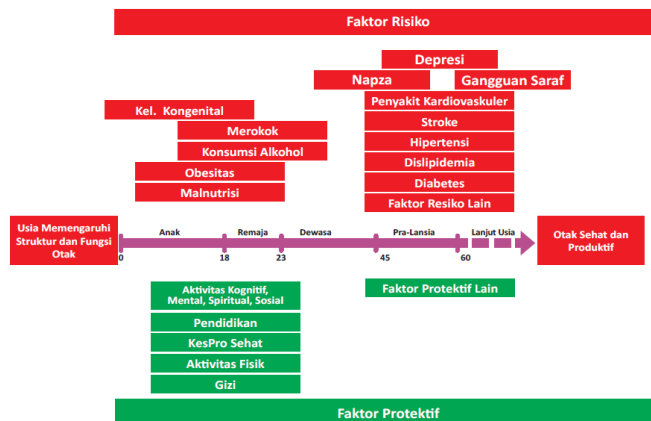 Faktor Risiko
Depresi
Napza
Gangguan Saraf
Penyakit Kardiovaskuler
Kel. Kongenital
Stroke
Merokok
Hipertensi
Konsumsi Alkohol
Dislipidemia
Obesitas
Diabetes
Malnutrisi
Faktor Resiko Lain
Usia Memengaruhi
Struktur dan Fungsi
Otak
Anak
Remaja
Dewasa
Pra-Lansia
Lanjut Usia
Otak Sehat dan
Produktif
0
18
23
45
60
Aktivitas Kognitif,
Mental, Spiritual, Sosial
Faktor Protektif Lain
Pendidikan
KesPro Sehat
Aktivitas Fisik
Gizi
Faktor Protektif